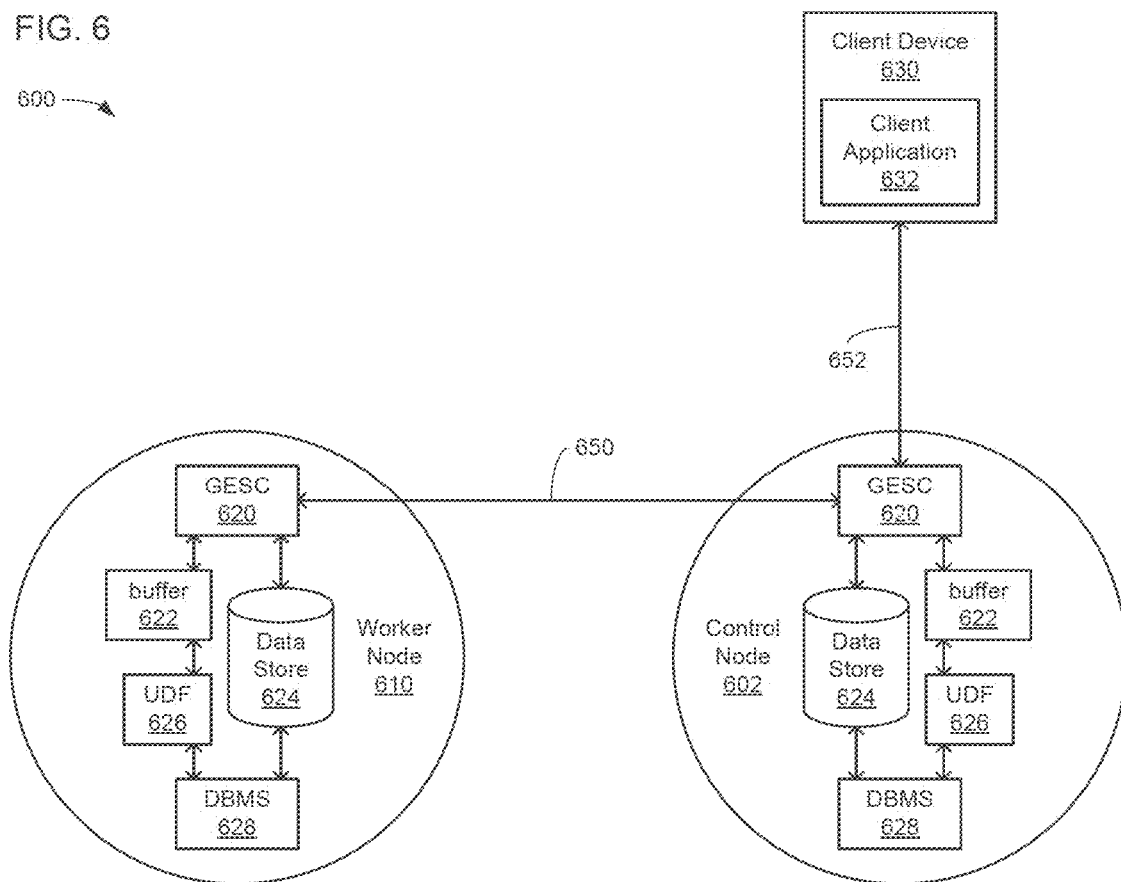 FIG. 6
600
Client Device
630
Client
Application
632
652
650
GESC
620
buffer
622
Data
Store
624
UDF
626
DBMS
628
Worker
Node
610
GESC
620
Control
Node
602
Data
Store
624
buffer
622
UDF
626
DBMS
628